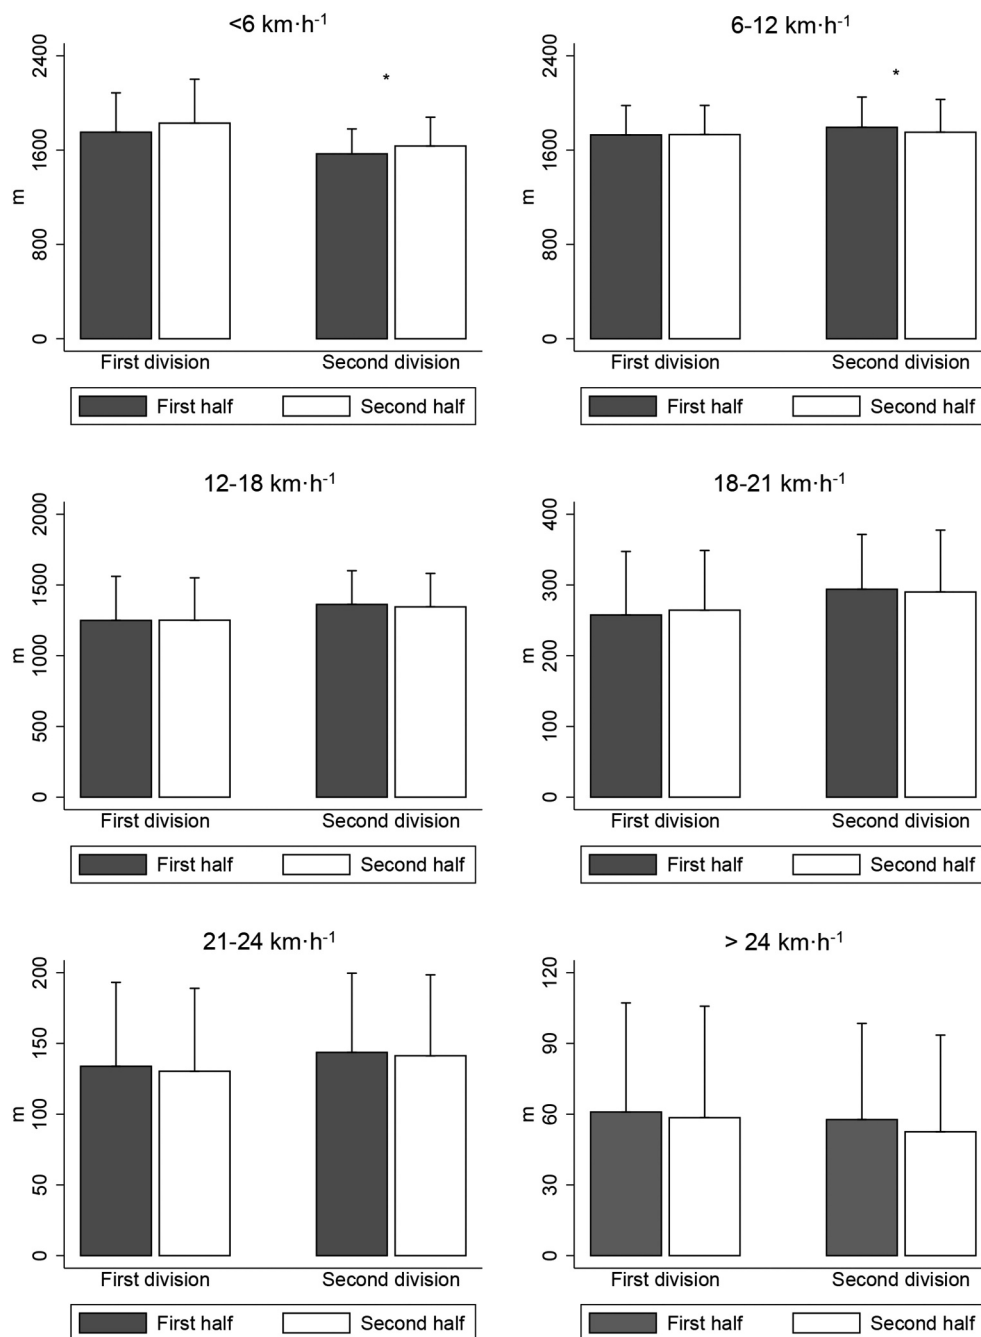 <6 km·h-1
6-12 km·h-1
2400
1600
800
0
m
*
First division
Second division
First half
Second half
2400
1600
800
0
m
*
First division
Second division
First half
Second half
12-18 km·h-1
18-21 km·h-1
2000
1500
1000
500
0
m
First division
Second division
First half
Second half
400
300
200
100
0
m
First division
Second division
First half
Second half
21-24 km·h-1
> 24 km·h-1
200
150
100
50
0
m
First division
Second division
First half
Second half
120
90
60
30
0
m
First division
Second division
First half
Second half